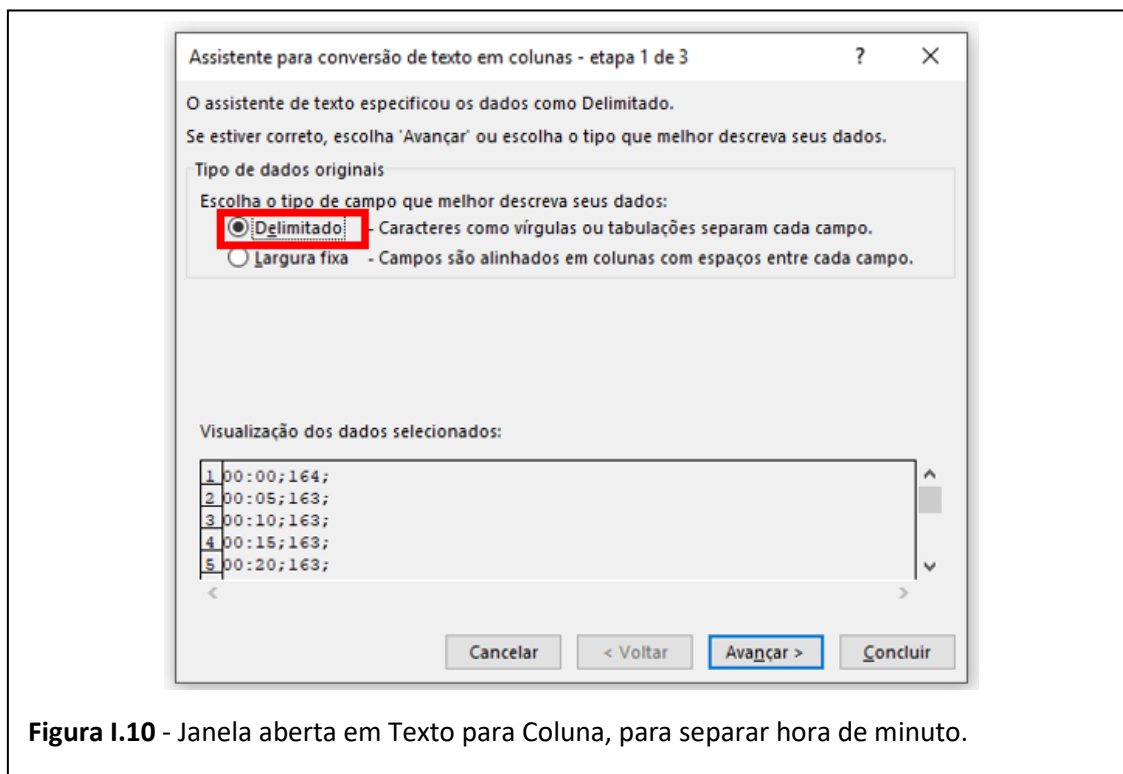 Assistente para conversão de texto em colunas - etapa 1 de 3 ? ×
O assistente de texto especificou os dados como Delimitado.
Se estiver correto, escolha 'Avançar' ou escolha o tipo que melhor descreva seus dados.
Tipo de dados originais
Escolha o tipo de campo que melhor descreva seus dados:
Delimitado - Caracteres como vírgulas ou tabulações separam cada campo.
Largura fixa - Campos são alinhados em colunas com espaços entre cada campo.
Visualização dos dados selecionados:
1 00:00;164;
2 00:05;163;
3 00:10;163;
4 00:15;163;
5 00:20;163;
Cancelar < Voltar Avançar > Concluir
Figura I.10 - Janela aberta em Texto para Coluna, para separar hora de minuto.